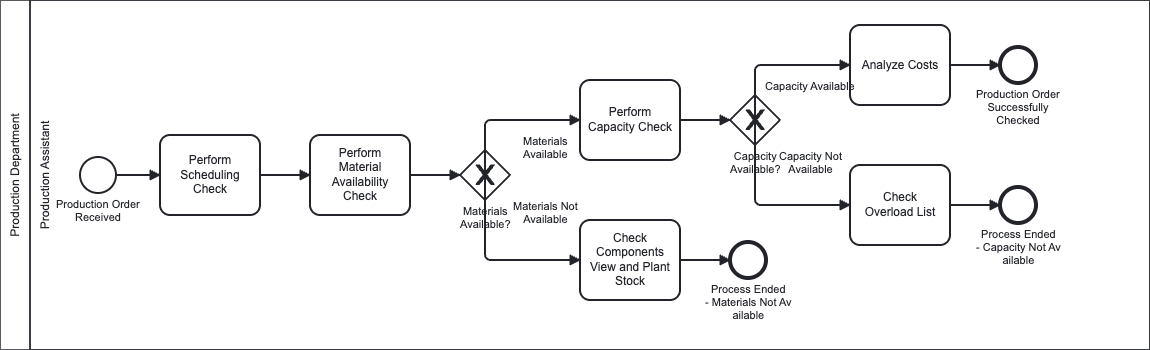 Production Department
Production Assistant
Production Order
Received
Perform
Scheduling
Check
Perform
Material
Availability
Check
X
Materials
Available?
Materials
Available
Materials Not
Available
Perform
Capacity Check
Check
Components
View and Plant
Stock
Process Ended
- Materials Not Av
ailable
X
Capacity
Available?
Capacity Available
Capacity Not
Available
Analyze Costs
Production Order
Successfully
Checked
Check
Overload List
Process Ended
- Capacity Not Av
ailable